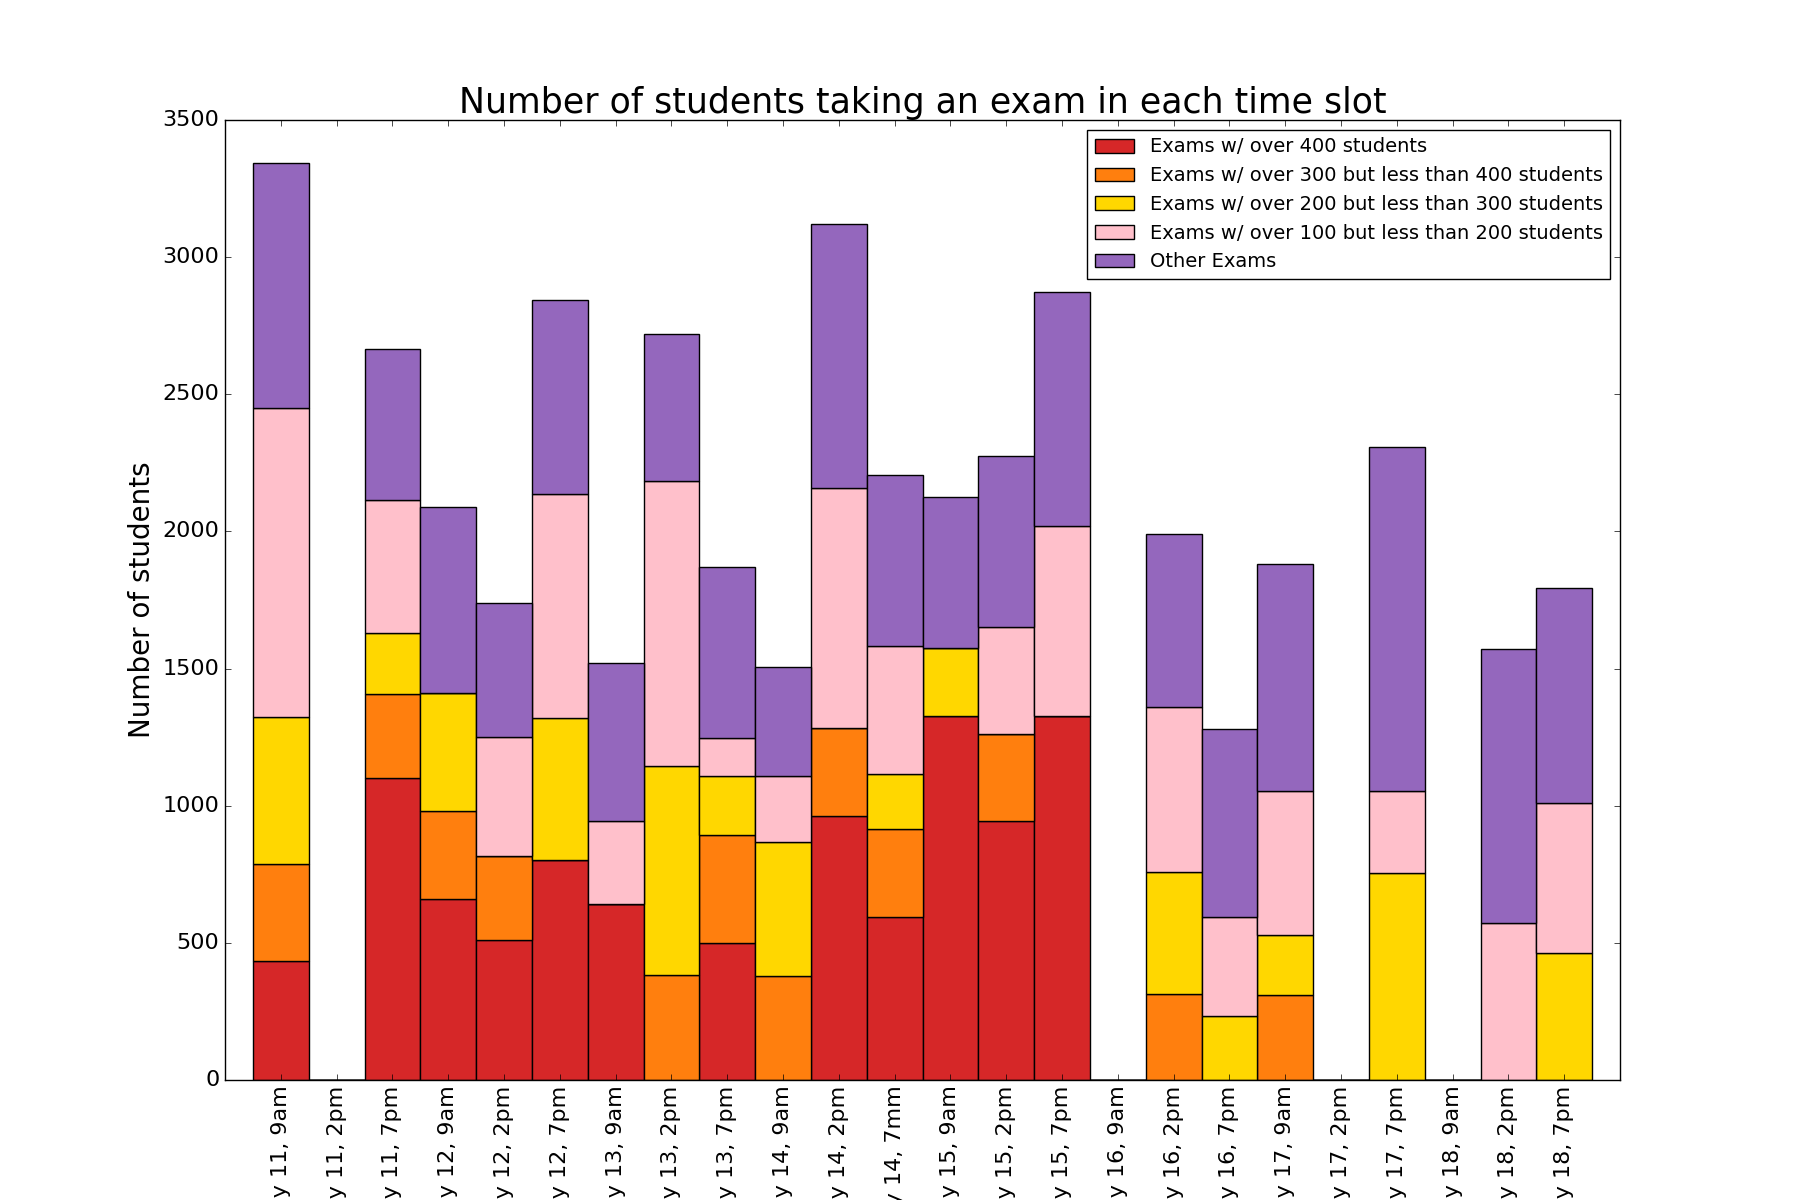 Number of students taking an exam in each time slot
Exams w/ over 400 students
Exams w/ over 300 but less than 400 students
Exams w/ over 200 but less than 300 students
Exams w/ over 100 but less than 200 students
Other Exams
Number of students
3500
3000
2500
2000
1500
1000
500
0
y 11, 9am
y 11, 2pm
y 11, 7pm
y 12, 9am
y 12, 2pm
y 12, 7pm
y 13, 9am
y 13, 2pm
y 13, 7pm
y 14, 9am
y 14, 2pm
y 14, 7mm
y 15, 9am
y 15, 2pm
y 15, 7pm
y 16, 9am
y 16, 2pm
y 16, 7pm
y 17, 9am
y 17, 2pm
y 17, 7pm
y 18, 9am
y 18, 2pm
y 18, 7pm